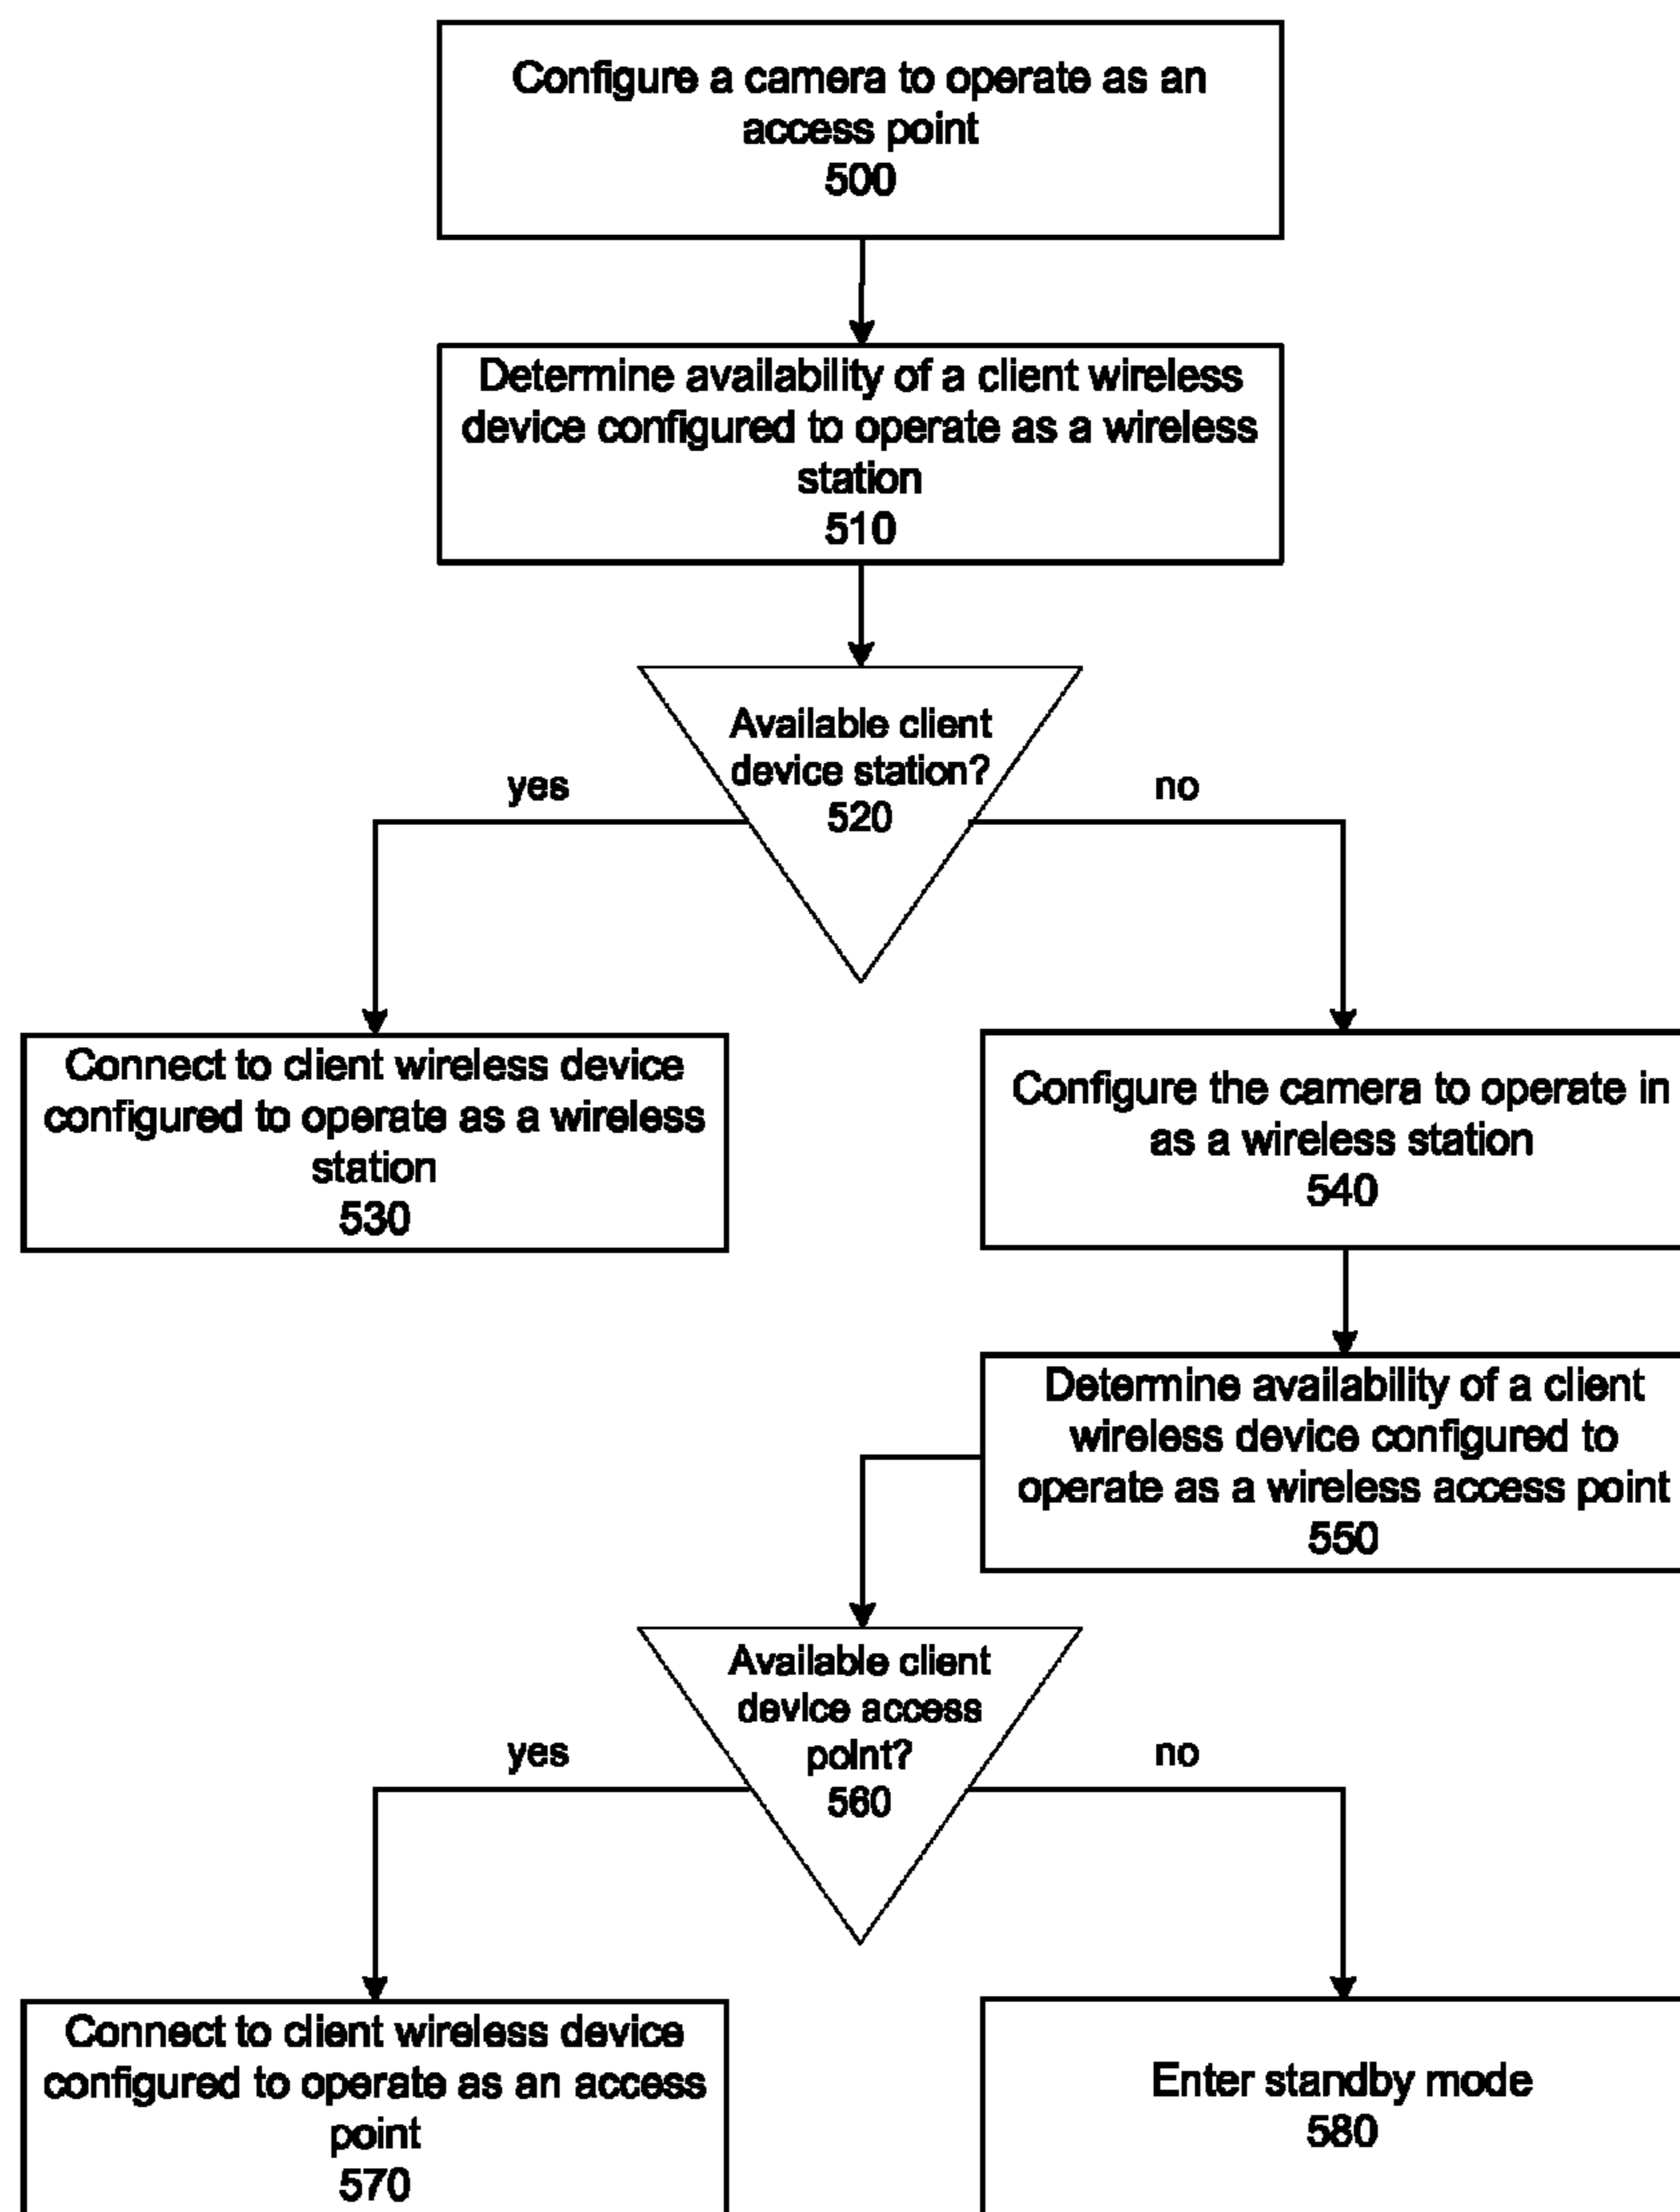 Configure a camera to operate as an
access point
500
Determine availability of a client wireless
device configured to operate as a wireless
station
510
Available client
device station?
520
yes
no
Connect to client wireless device
configured to operate as a wireless
station
530
Configure the camera to operate in
as a wireless station
540
Determine availability of a client
wireless device configured to
operate as a wireless access point
550
Available client
device access
point?
560
yes
no
Connect to client wireless device
configured to operate as an access
point
570
Enter standby mode
580